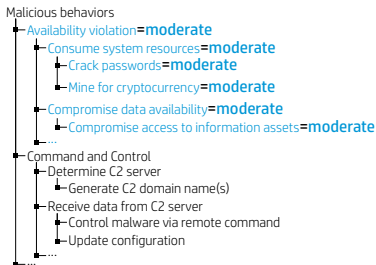 Malicious behaviors
Availability violation=moderate
Consume system resources=moderate
Crack passwords=moderate
Mine for cryptocurrency=moderate
Compromise data availability=moderate
Compromise access to information assets=moderate
...
Command and Control
Determine C2 server
Generate C2 domain name(s)
Receive data from C2 server
Control malware via remote command
Update configuration
...
...